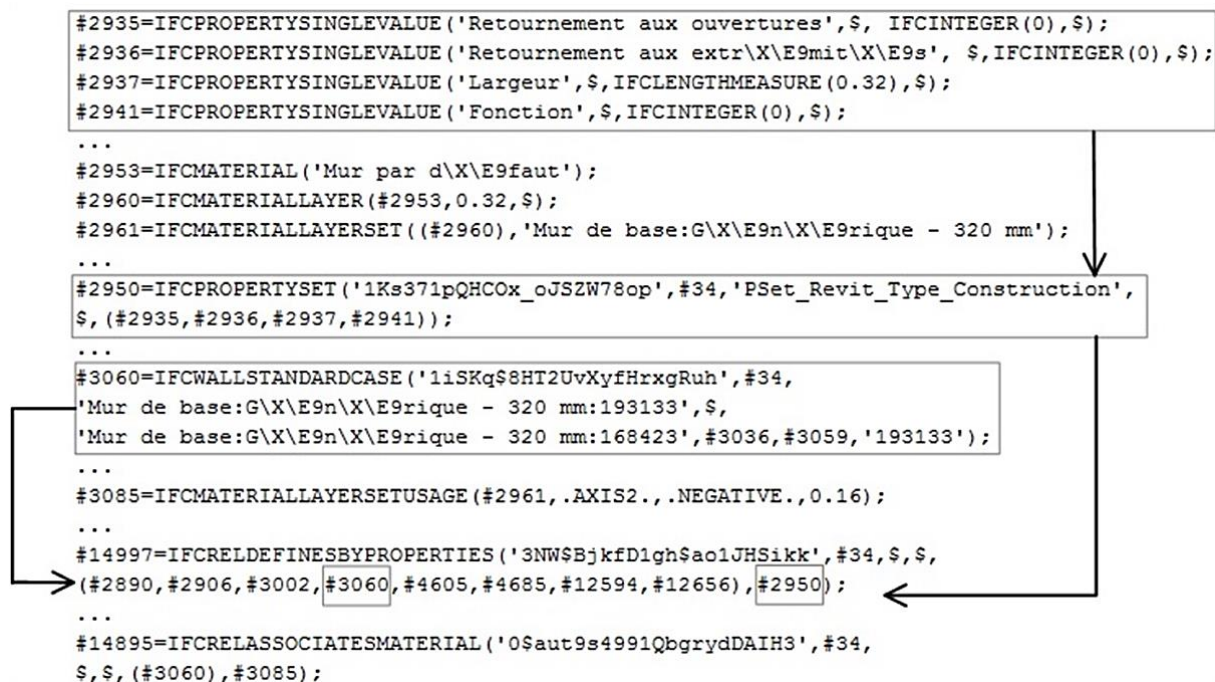 #2935=IFCPROPERTYSINGLEVALUE('Retournement aux ouvertures',$, IFCINTEGER(0),$);
#2936=IFCPROPERTYSINGLEVALUE('Retournement aux extr\X\E9mit\X\E9s', $,IFCINTEGER(0),$);
#2937=IFCPROPERTYSINGLEVALUE('Largeur',$,IFCLENGTHMEASURE(0.32),$);
#2941=IFCPROPERTYSINGLEVALUE('Fonction',$,IFCINTEGER(0),$);
...
#2953=IFCMATERIAL('Mur par d\X\E9faut');
#2960=IFCMATERIALLAYER(#2953,0.32,$);
#2961=IFCMATERIALLAYERSET((#2960),'Mur de base:G\X\E9n\X\E9rique - 320 mm');
...
#2950=IFCPROPERTYSET('1Ks371pQHCOx_oJSZW78op',#34,'PSet_Revit_Type_Construction',
$,(#2935,#2936,#2937,#2941));
...
#3060=IFCWALLSTANDARDCASE('1iSKq$8HT2UvXyfHrxgRuh',#34,
'Mur de base:G\X\E9n\X\E9rique - 320 mm:193133',$,
'Mur de base:G\X\E9n\X\E9rique - 320 mm:168423',#3036,#3059,'193133');
...
#3085=IFCMATERIALLAYERSETUSAGE(#2961,.AXIS2.,.NEGATIVE.,0.16);
...
#14997=IFCRELDEFINESBYPROPERTIES('3NW$BjkfD1gh$ao1JHSikk',#34,$,$,
(#2890,#2906,#3002,#3060,#4605,#4685,#12594,#12656),#2950);
...
#14895=IFCRELASSOCIATESMATERIAL('0$aut9s4991QbgrydDAIH3',#34,
$,$,(#3060),#3085);